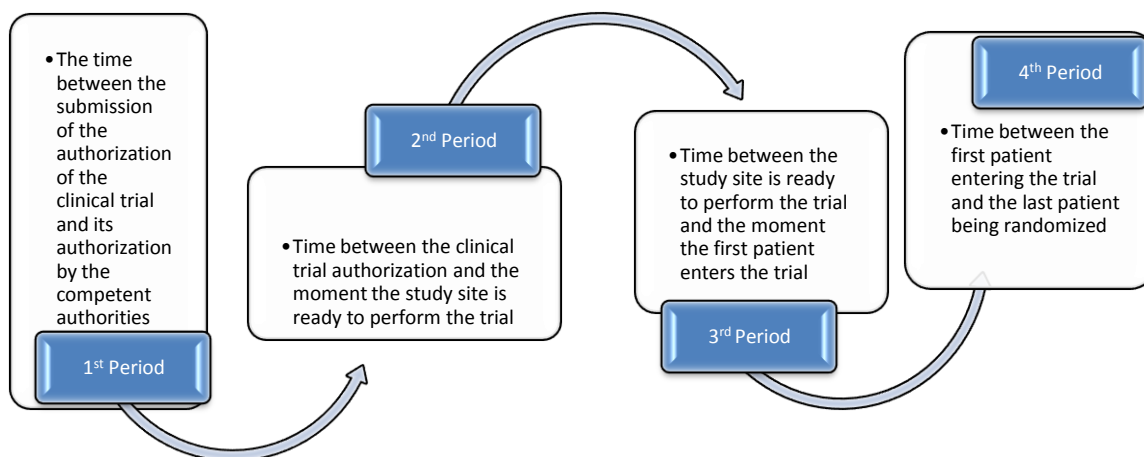 •The time
between the
submission
of the
authorization
of the
clinical trial
and its
authorization
by the
competent
authorities
1st Period
2nd Period
•Time between the clinical
trial authorization and the
moment the study site is
ready to perform the trial
•Time between the
study site is ready
to perform the trial
and the moment
the first patient
enters the trial
3rd Period
4th Period
•Time between the
first patient
entering the trial
and the last patient
being randomized